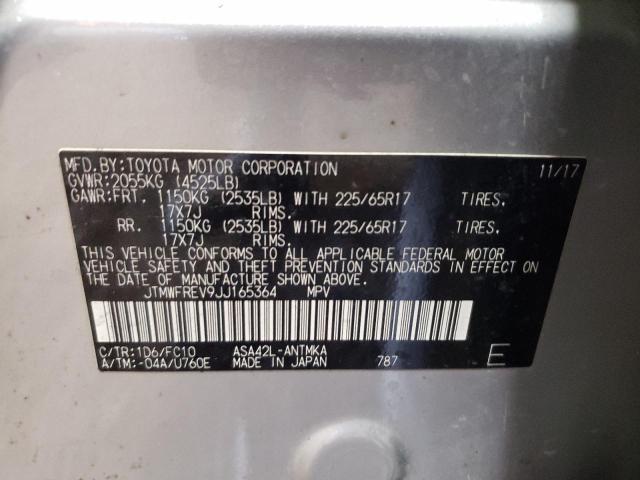 MFD.BY:TOYOTA MOTOR CORPORATION 11/17
GVWR:2055KG (4525LB)
GAWR:FRT. 1150KG (2535LB) WITH 225/65R17 TIRES.
17X7J RIMS.
RR. 1150KG (2535LB) WITH 225/65R17 TIRES.
17X7J RIMS.
THIS VEHICLE CONFORMS TO ALL APPLICABLE FEDERAL MOTOR
VEHICLE SAFETY AND THEFT PREVENTION STANDARDS IN EFFECT ON
THE DATE OF MANUFACTURE SHOWN ABOVE.
JTMWFREV9JJ165364 MPV
C/TR:1D6/FC10 ASA42L-ANTMKA
A/TM:-04A/U760E MADE IN JAPAN 787 E